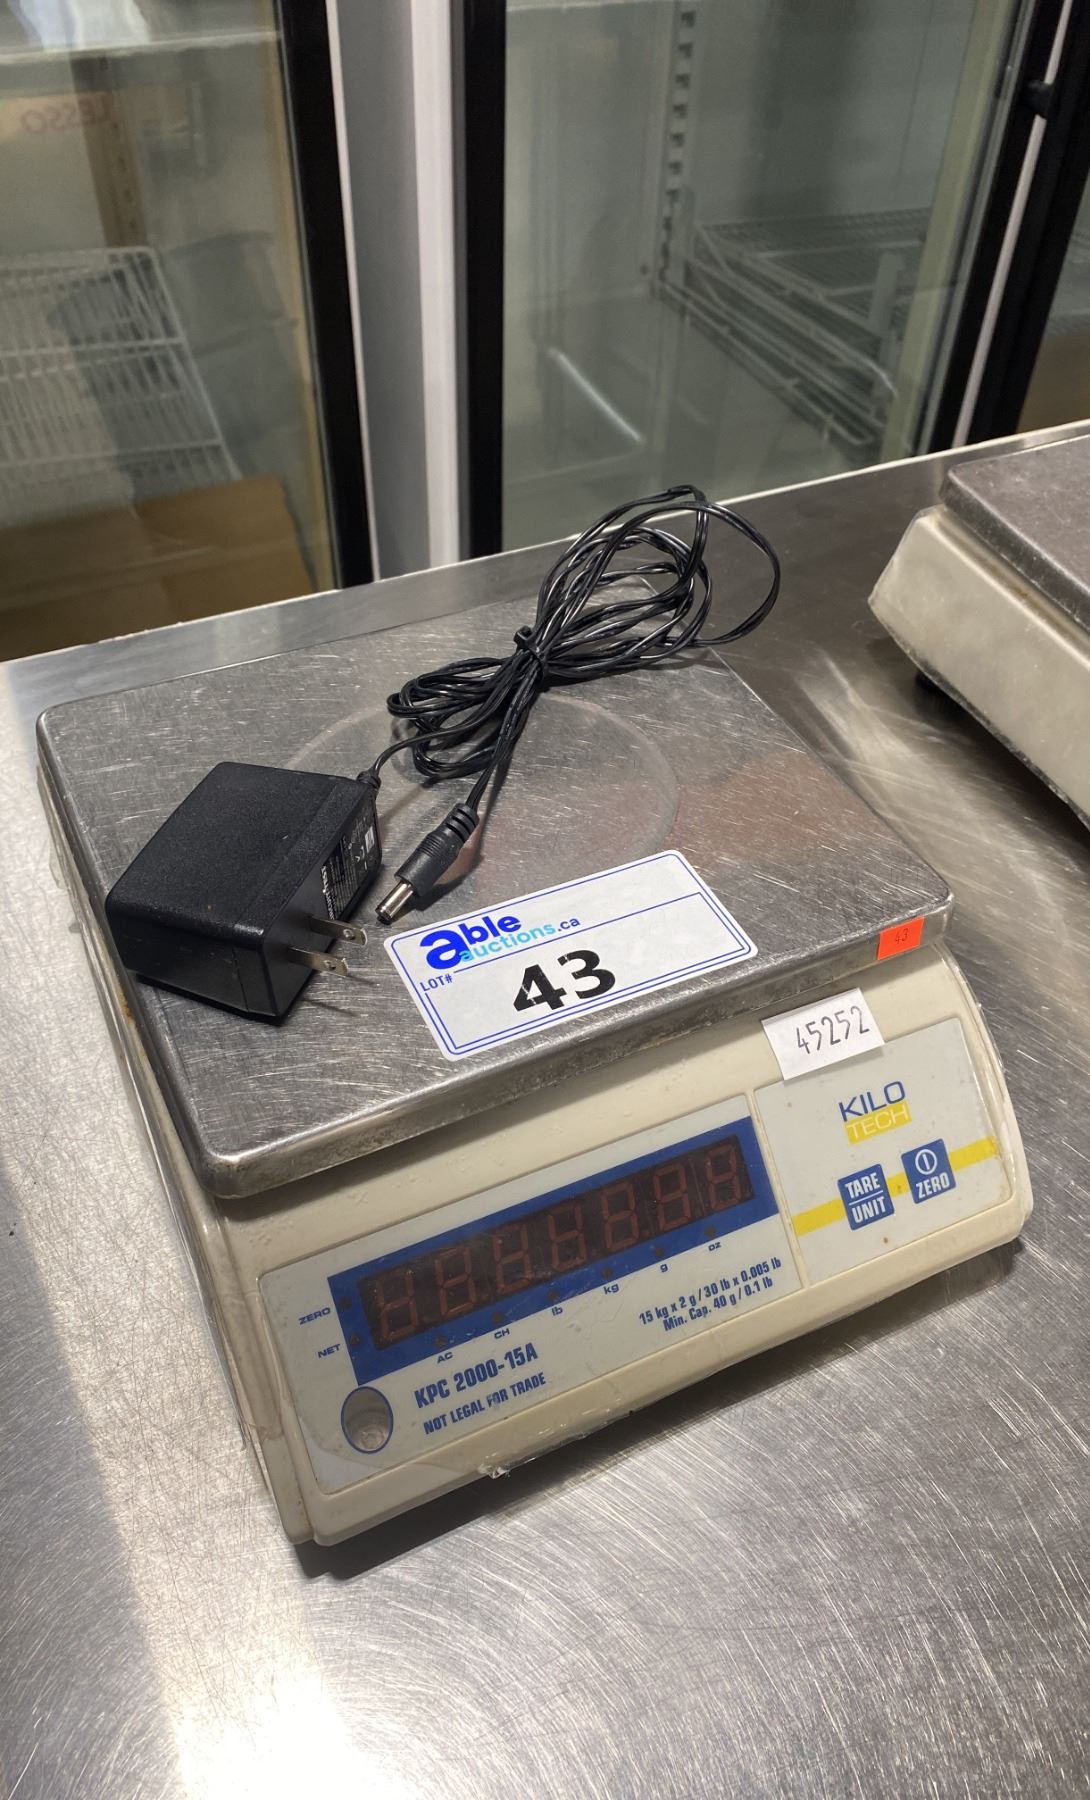 able
auctions.ca
LOT#
43
43
45252
KILO
TECH
TARE
UNIT
ZERO
ZERO
NET
AC
CH
lb
kg
g
oz
15 kg x 2 g / 30 lb x 0.005 lb
Min. Cap. 40 g / 0.1 lb
KPC 2000-15A
NOT LEGAL FOR TRADE